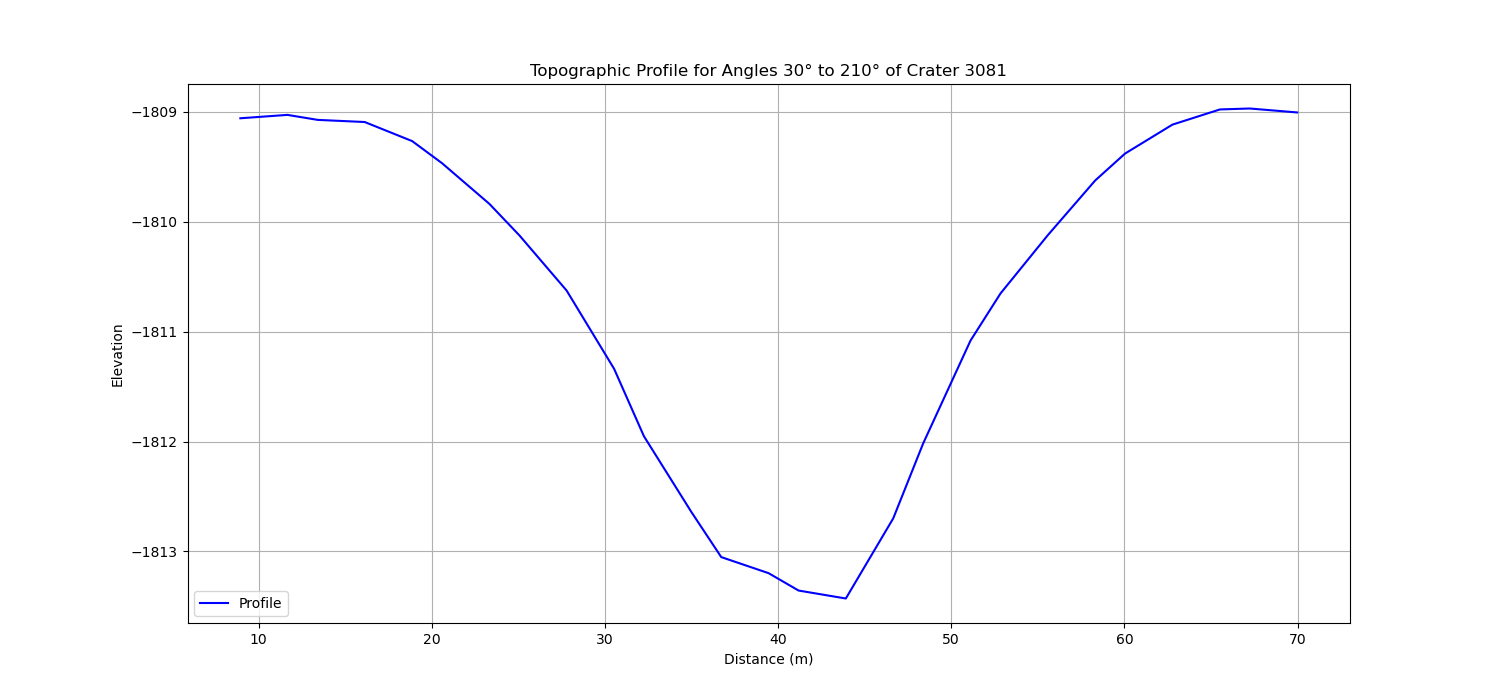 Topographic Profile for Angles 30° to 210° of Crater 3081
−1809
−1810
−1811
−1812
−1813
Elevation
Profile
10 20 30 40 50 60 70
Distance (m)